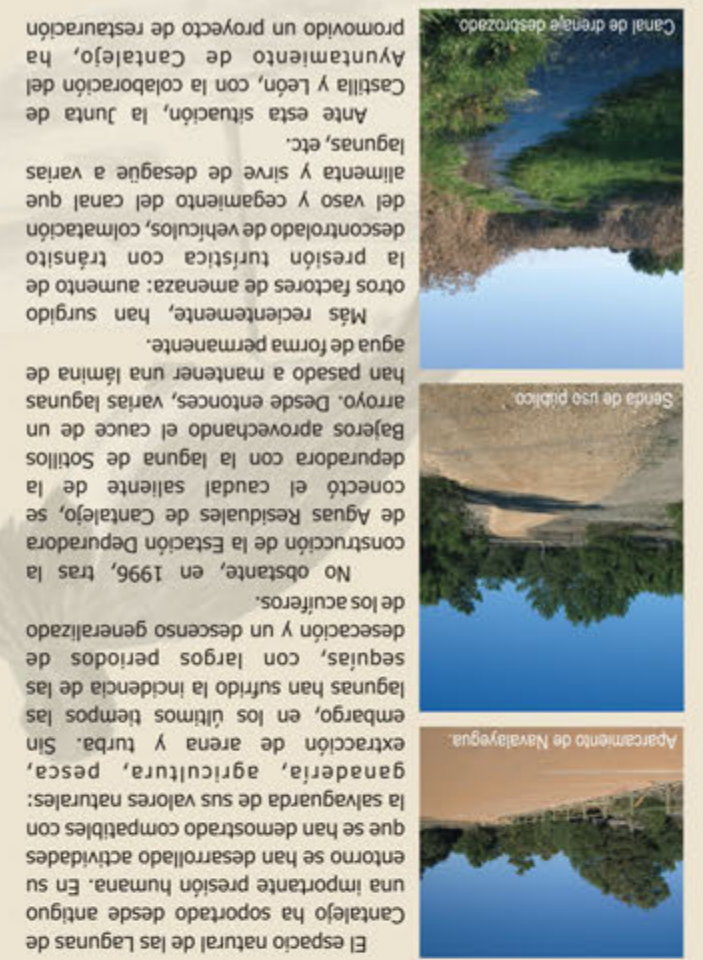 El espacio natural de las Lagunas de
Cantalejo ha soportado desde antiguo
una importante presión humana. En su
entorno se han desarrollado actividades
que se han demostrado compatibles con
la salvaguarda de sus valores naturales:
ganadería, agricultura, pesca,
extracción de arena y turba. Sin
embargo, en los últimos tiempos las
lagunas han sufrido la incidencia de las
sequías, con largos periodos de
desecación y un descenso generalizado
de los acuíferos.
No obstante, en 1996, tras la
construcción de la Estación Depuradora
de Aguas Residuales de Cantalejo, se
conectó el caudal saliente de la
depuradora con la laguna de Sotillos
Bajeros aprovechando el cauce de un
arroyo. Desde entonces, varias lagunas
han pasado a mantener una lámina de
agua de forma permanente.
Más recientemente, han surgido
otros factores de amenaza: aumento de
la presión turística con tránsito
descontrolado de vehículos, colmatación
del vaso y cegamiento del canal que
alimenta y sirve de desagüe a varias
lagunas, etc.
Ante esta situación, la Junta de
Castilla y León, con la colaboración del
Ayuntamiento de Cantalejo, ha
promovido un proyecto de restauración
Aparcamiento de Navalayegua.
Senda de uso público.
Canal de drenaje desbrozado